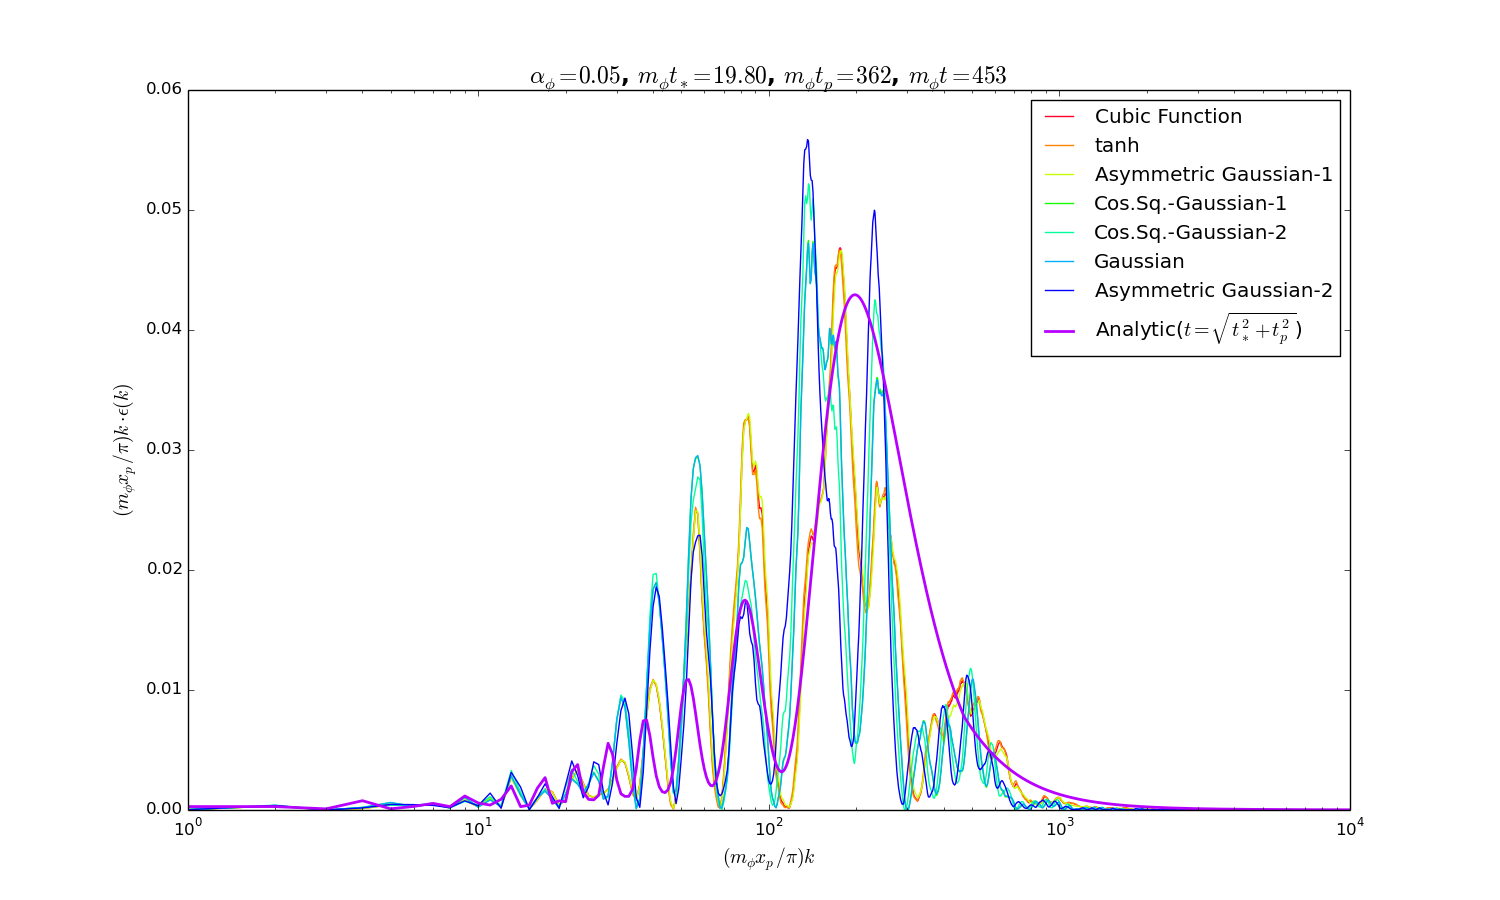 α_ϕ=0.05, m_ϕt_*=19.80, m_ϕt_p=362, m_ϕt=453
0.06
0.05
0.04
0.03
0.02
0.01
0.00
(m_ϕx_p/π)k·ϵ(k)
Cubic Function
tanh
Asymmetric Gaussian-1
Cos.Sq.-Gaussian-1
Cos.Sq.-Gaussian-2
Gaussian
Asymmetric Gaussian-2
Analytic(t=√(t_*^2+t_p^2))
10^0 10^1 10^2 10^3 10^4
(m_ϕx_p/π)k